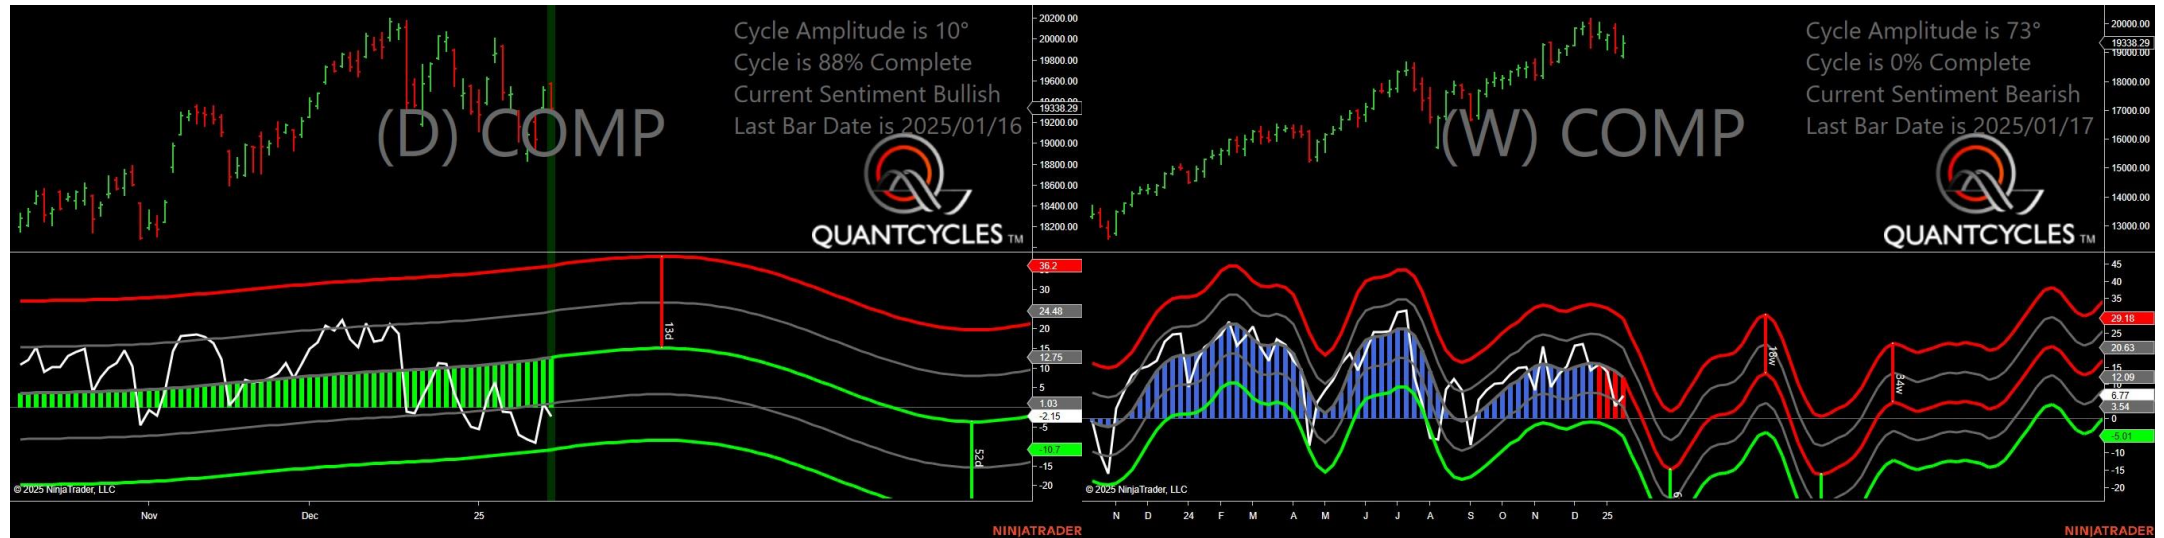 Cycle Amplitude is 10°
Cycle is 88% Complete
Current Sentiment Bullish
Last Bar Date is 2025/01/16
(D) COMP
QUANTCYCLES TM
20200.00
20000.00
19800.00
19600.00
19400.00
19338.29
19200.00
19000.00
18800.00
18600.00
18400.00
18200.00
36.2
30
24.48
20
15
12.75
10
5
1.03
-2.15
-5
-10.7
-15
-20
13d
52d
© 2025 NinjaTrader, LLC
Nov
Dec
25
NINJATRADER
Cycle Amplitude is 73°
Cycle is 0% Complete
Current Sentiment Bearish
Last Bar Date is 2025/01/17
(W) COMP
QUANTCYCLES TM
20000.00
19338.29
19000.00
18000.00
17000.00
16000.00
15000.00
14000.00
13000.00
45
40
35
29.18
25
20.63
15
12.09
10
6.77
3.54
0
-5.01
-10
-15
-20
18w
34w
© 2025 NinjaTrader, LLC
N
D
24
F
M
A
M
J
J
A
S
O
N
D
25
NINJATRADER